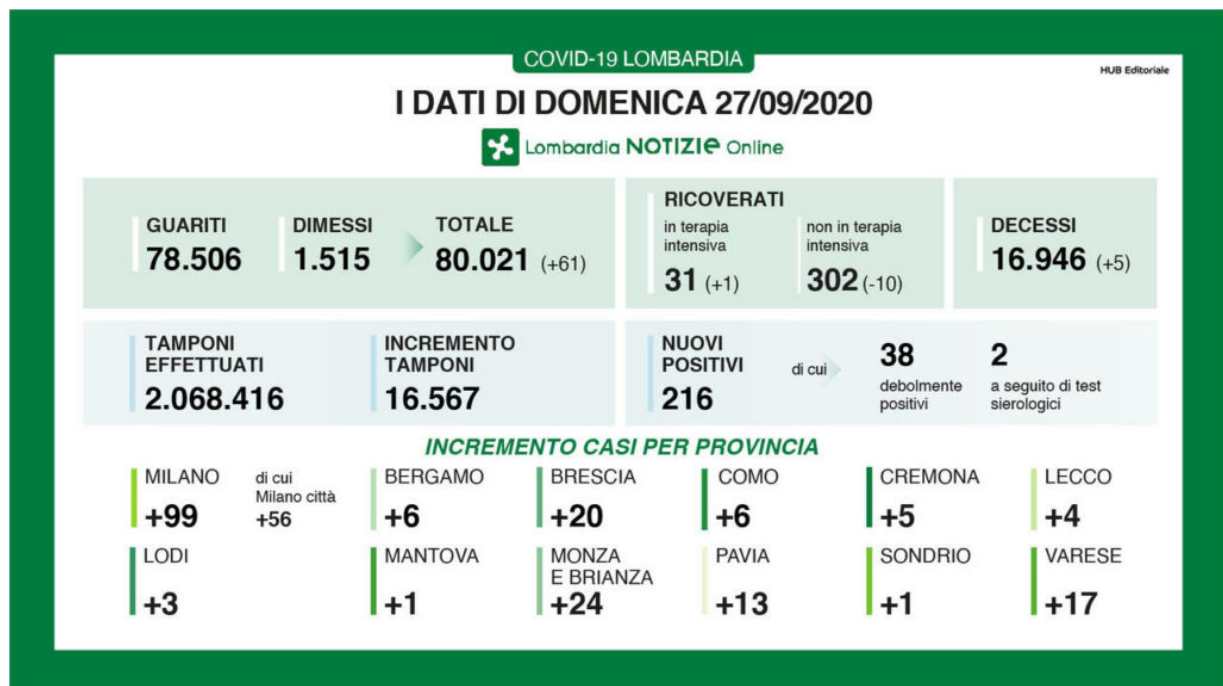 COVID-19 LOMBARDIA
HUB Editoriale
I DATI DI DOMENICA 27/09/2020
Lombardia NOTIZIe Online
GUARITI
78.506
DIMESSI
1.515
TOTALE
80.021 (+61)
RICOVERATI
in terapia
intensiva
31 (+1)
non in terapia
intensiva
302 (-10)
DECESSI
16.946 (+5)
TAMPONI
EFFETTUATI
2.068.416
INCREMENTO
TAMPONI
16.567
NUOVI
POSITIVI
216
di cui
38
debolmente
positivi
2
a seguito di test
sierologici
INCREMENTO CASI PER PROVINCIA
MILANO
+99
di cui
Milano città
+56
BERGAMO
+6
BRESCIA
+20
COMO
+6
CREMONA
+5
LECCO
+4
LODI
+3
MANTOVA
+1
MONZA
E BRIANZA
+24
PAVIA
+13
SONDRIO
+1
VARESE
+17